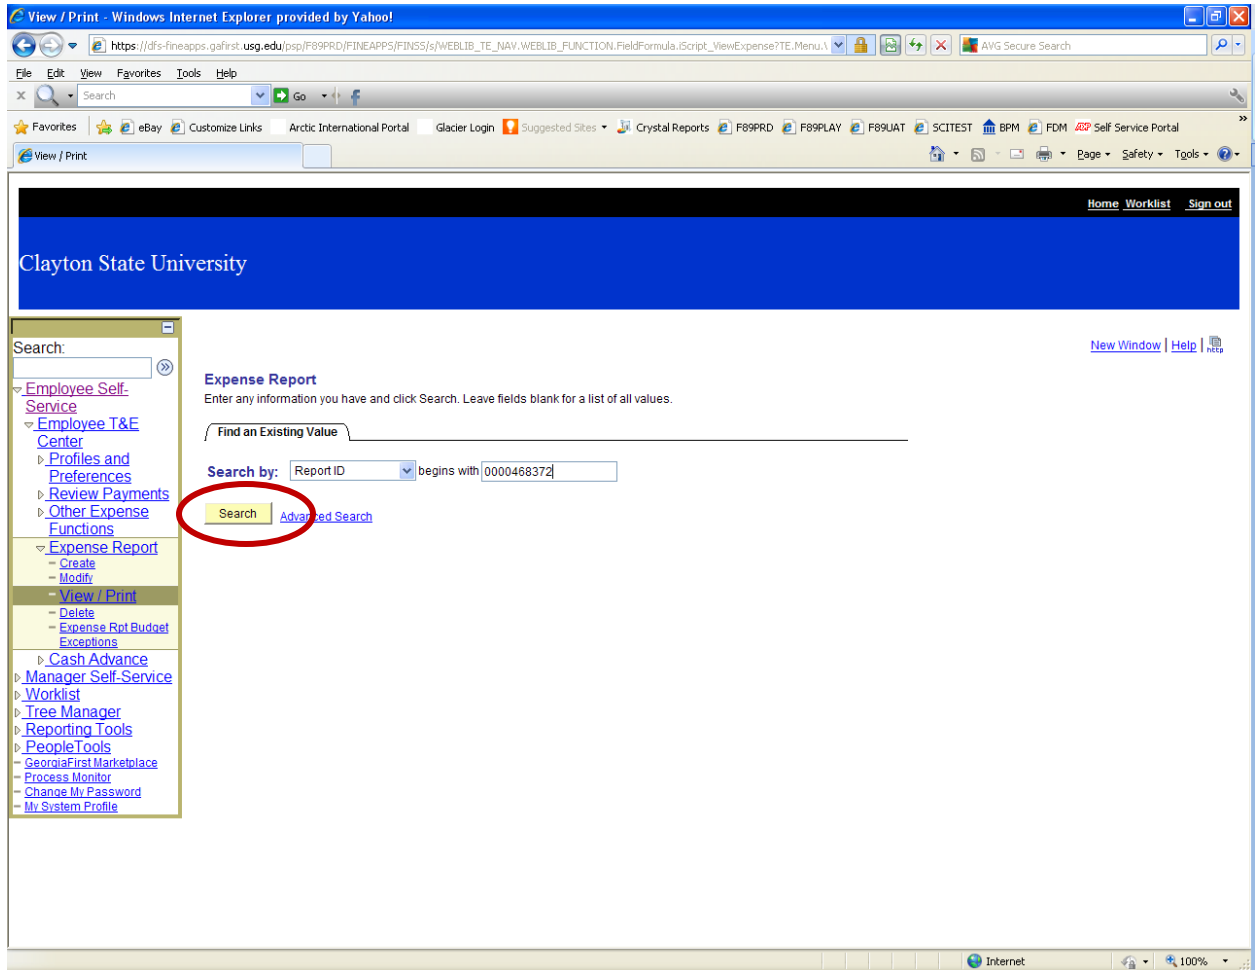 View / Print - Windows Internet Explorer provided by Yahoo!
https://dfs-fineapps.gafirst.usg.edu/psp/F89PRD/FINEAPPS/FINSS/s/WEBLIB_TE_NAV.WEBLIB_FUNCTION.FieldFormula.iScript_ViewExpense?TE.Menu.\
AVG Secure Search
File Edit View Favorites Tools Help
x Search Go
Favorites eBay Customize Links Arctic International Portal Glacier Login Suggested Sites Crystal Reports F89PRD F89PLAY F89UAT SCITEST BPM FDM Self Service Portal »
View / Print Page Safety Tools
Home Worklist Sign out
Clayton State University
New Window | Help | http
Search:
Employee Self-
Service
Employee T&E
Center
Profiles and
Preferences
Review Payments
Other Expense
Functions
Expense Report
Create
Modify
View / Print
Delete
Expense Rpt Budget
Exceptions
Cash Advance
Manager Self-Service
Worklist
Tree Manager
Reporting Tools
PeopleTools
GeorgiaFirst Marketplace
Process Monitor
Change My Password
My System Profile
Expense Report
Enter any information you have and click Search. Leave fields blank for a list of all values.
Find an Existing Value
Search by: Report ID begins with 0000468372
Search Advanced Search
Internet 100%